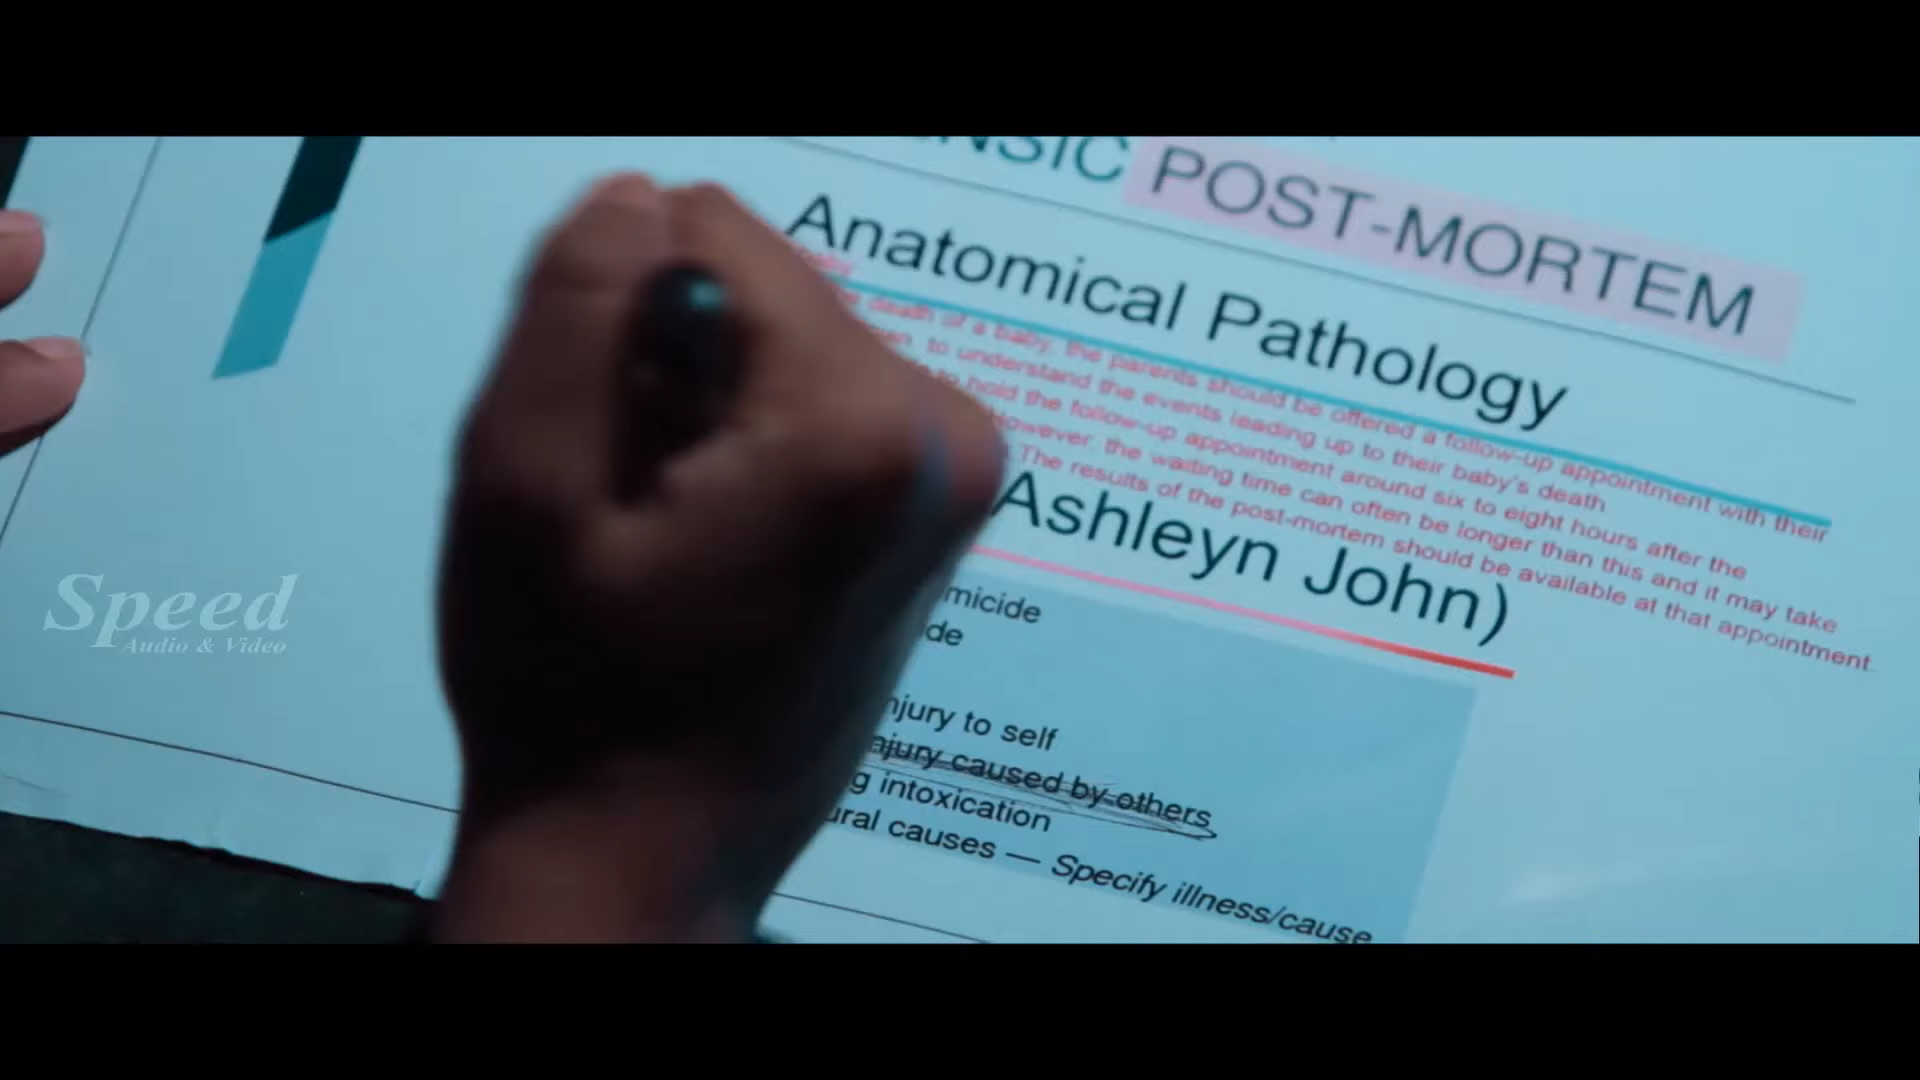 POST-MORTEM
Anatomical Pathology
death of a baby, the parents should be offered a follow-up appointment with their
to understand the events leading up to their baby's death
to hold the follow-up appointment around six to eight hours after the
However, the waiting time can often be longer than this and it may take
The results of the post-mortem should be available at that appointment.
Ashleyn John)
micide
de
njury to self
njury caused by others
g intoxication
ural causes — Specify illness/cause
Speed
Audio & Video